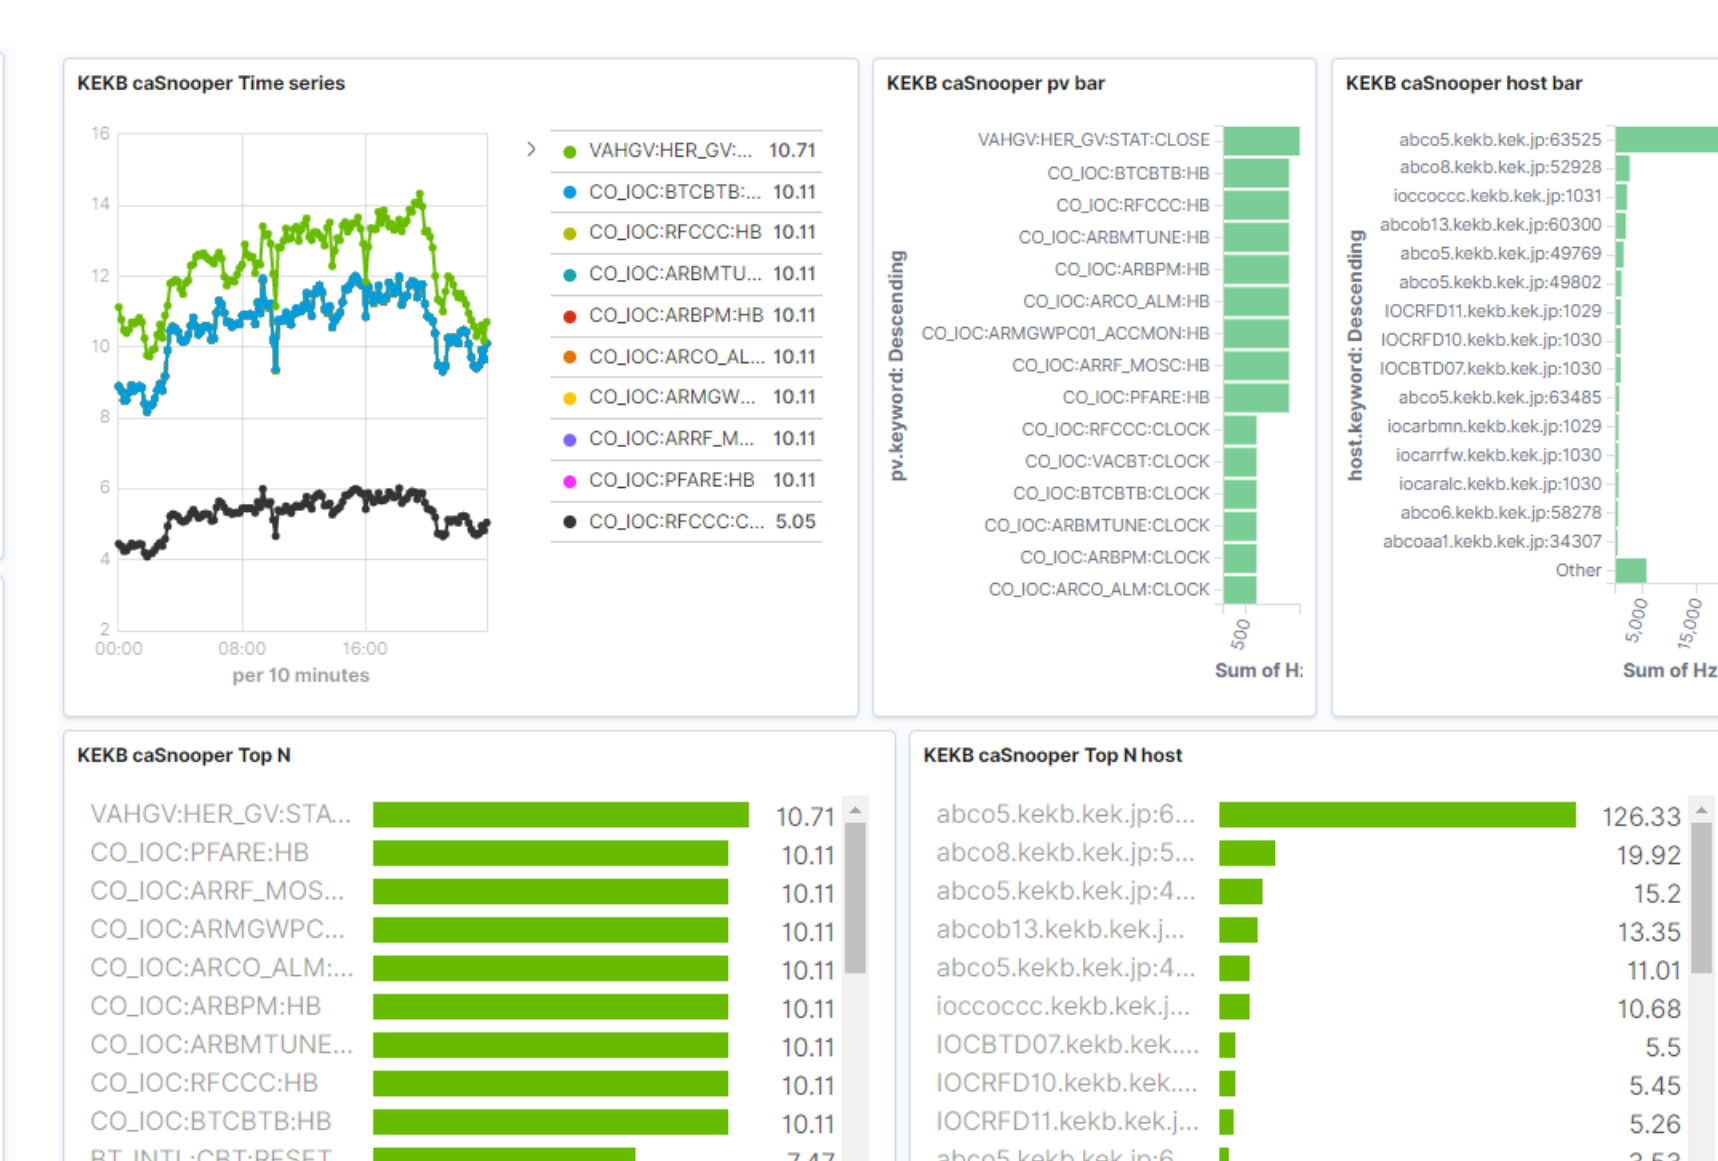 KEKB caSnooper Time series
16
14
12
10
8
6
4
2
00:00 08:00 16:00
per 10 minutes
VAHGV:HER_GV:... 10.71
CO_IOC:BTCBTB:... 10.11
CO_IOC:RFCCC:HB 10.11
CO_IOC:ARBMTU... 10.11
CO_IOC:ARBPM:HB 10.11
CO_IOC:ARCO_AL... 10.11
CO_IOC:ARMGW... 10.11
CO_IOC:ARRF_M... 10.11
CO_IOC:PFARE:HB 10.11
CO_IOC:RFCCC:C... 5.05
KEKB caSnooper pv bar
pv.keyword: Descending
VAHGV:HER_GV:STAT:CLOSE
CO_IOC:BTCBTB:HB
CO_IOC:RFCCC:HB
CO_IOC:ARBMTUNE:HB
CO_IOC:ARBPM:HB
CO_IOC:ARCO_ALM:HB
CO_IOC:ARMGWPC01_ACCMON:HB
CO_IOC:ARRF_MOSC:HB
CO_IOC:PFARE:HB
CO_IOC:RFCCC:CLOCK
CO_IOC:VACBT:CLOCK
CO_IOC:BTCBTB:CLOCK
CO_IOC:ARBMTUNE:CLOCK
CO_IOC:ARBPM:CLOCK
CO_IOC:ARCO_ALM:CLOCK
500
Sum of H
KEKB caSnooper host bar
host.keyword: Descending
abco5.kekb.kek.jp:63525
abco8.kekb.kek.jp:52928
ioccoccc.kekb.kek.jp:1031
abcob13.kekb.kek.jp:60300
abco5.kekb.kek.jp:49769
abco5.kekb.kek.jp:49802
IOCRFD11.kekb.kek.jp:1029
IOCRFD10.kekb.kek.jp:1030
IOCBTD07.kekb.kek.jp:1030
abco5.kekb.kek.jp:63485
iocarbmn.kekb.kek.jp:1029
iocarrfw.kekb.kek.jp:1030
iocaralc.kekb.kek.jp:1030
abco6.kekb.kek.jp:58278
abcoaa1.kekb.kek.jp:34307
Other
5,000 15,000
Sum of Hz
KEKB caSnooper Top N
VAHGV:HER_GV:STA... 10.71
CO_IOC:PFARE:HB 10.11
CO_IOC:ARRF_MOS... 10.11
CO_IOC:ARMGWPC... 10.11
CO_IOC:ARCO_ALM:... 10.11
CO_IOC:ARBPM:HB 10.11
CO_IOC:ARBMTUNE... 10.11
CO_IOC:RFCCC:HB 10.11
CO_IOC:BTCBTB:HB 10.11
BT_INTL:CBT:RESET 7.47
KEKB caSnooper Top N host
abco5.kekb.kek.jp:6... 126.33
abco8.kekb.kek.jp:5... 19.92
abco5.kekb.kek.jp:4... 15.2
abcob13.kekb.kek.j... 13.35
abco5.kekb.kek.jp:4... 11.01
ioccoccc.kekb.kek.j... 10.68
IOCBTD07.kekb.kek.... 5.5
IOCRFD10.kekb.kek.... 5.45
IOCRFD11.kekb.kek.j... 5.26
abco5.kekb.kek.jp:6 3.53